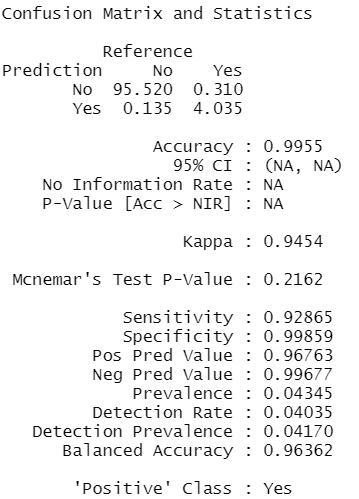 Confusion Matrix and Statistics
Reference
Prediction No Yes
No 95.520 0.310
Yes 0.135 4.035
Accuracy : 0.9955
95% CI : (NA, NA)
No Information Rate : NA
P-Value [Acc > NIR] : NA
Kappa : 0.9454
Mcnemar's Test P-Value : 0.2162
Sensitivity : 0.92865
Specificity : 0.99859
Pos Pred Value : 0.96763
Neg Pred Value : 0.99677
Prevalence : 0.04345
Detection Rate : 0.04035
Detection Prevalence : 0.04170
Balanced Accuracy : 0.96362
'Positive' Class : Yes